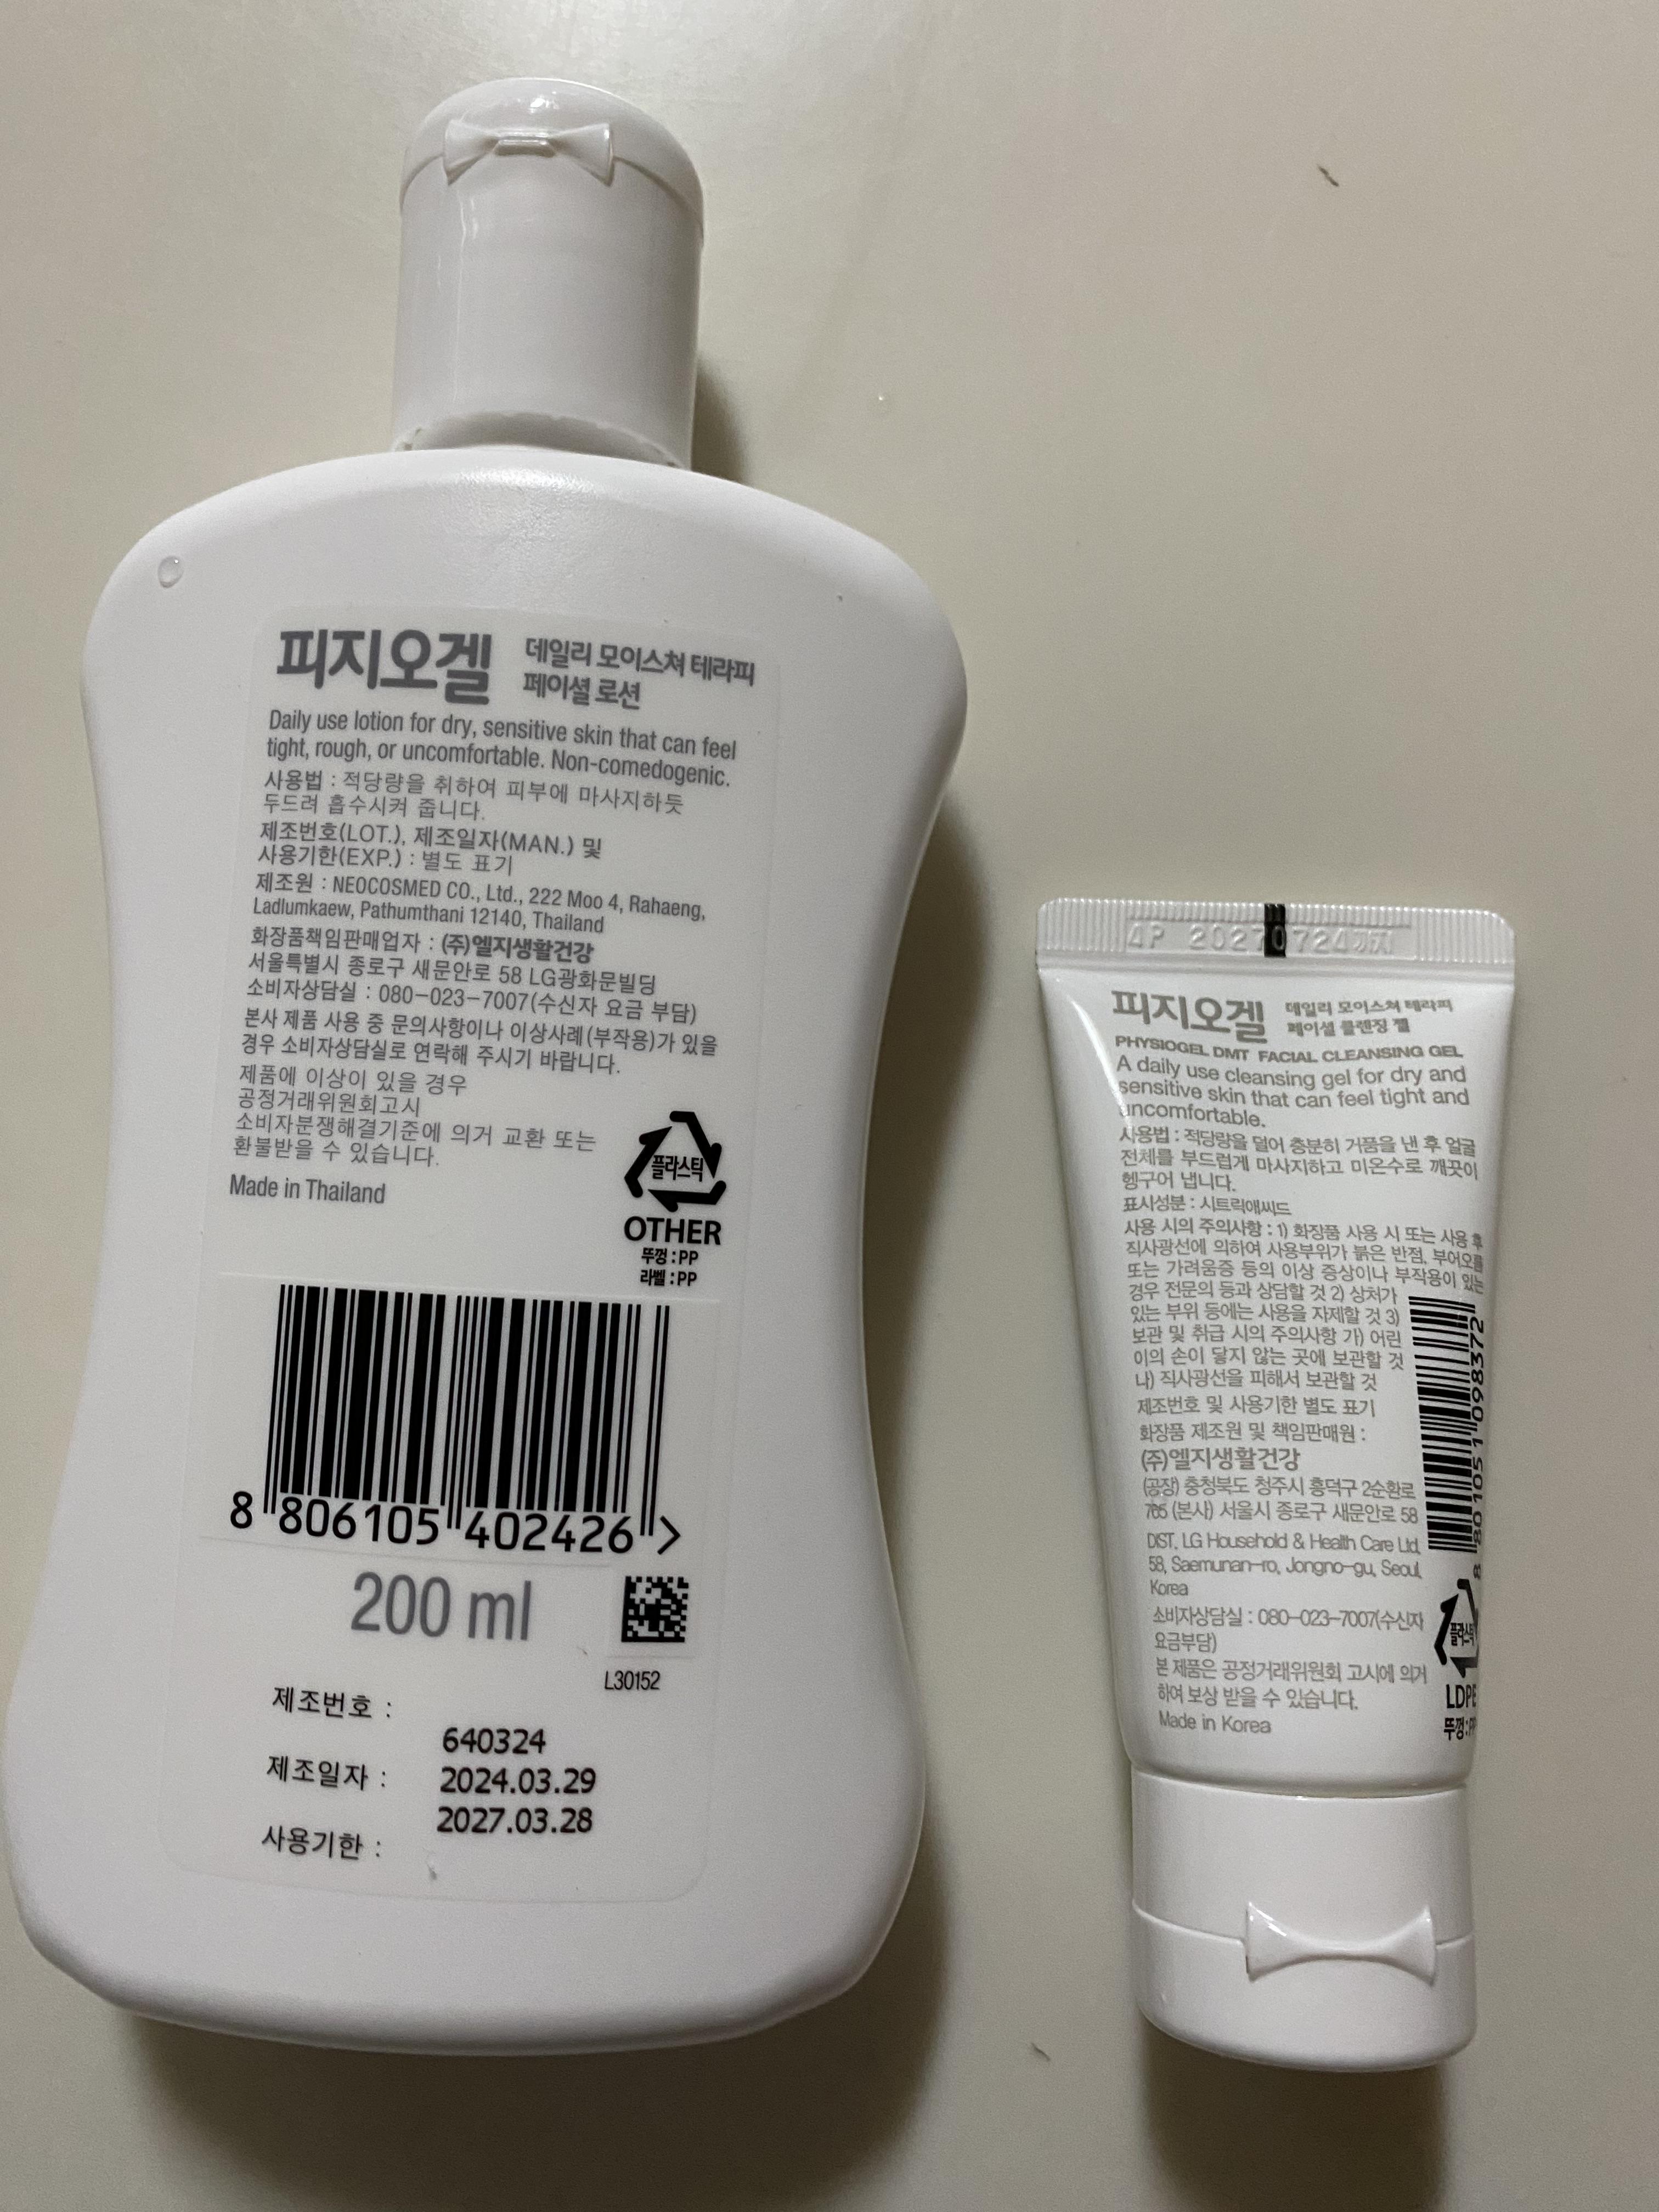 피지오겔
데일리 모이스쳐 테라피
페이셜 로션
Daily use lotion for dry, sensitive skin that can feel
tight, rough, or uncomfortable. Non-comedogenic.
사용법 : 적당량을 취하여 피부에 마사지하듯
두드려 흡수시켜 줍니다.
제조번호(LOT.), 제조일자(MAN.) 및
사용기한(EXP.) : 별도 표기
제조원 : NEOCOSMED CO., Ltd., 222 Moo 4, Rahaeng,
Ladlumkaew, Pathumthani 12140, Thailand
화장품책임판매업자 : (주)엘지생활건강
서울특별시 종로구 새문안로 58 LG광화문빌딩
소비자상담실 : 080-023-7007(수신자 요금 부담)
본사 제품 사용 중 문의사항이나 이상사례(부작용)가 있을
경우 소비자상담실로 연락해 주시기 바랍니다.
제품에 이상이 있을 경우
공정거래위원회고시
소비자분쟁해결기준에 의거 교환 또는
환불받을 수 있습니다.
Made in Thailand
플라스틱
OTHER
뚜껑 : PP
라벨 : PP
8 806105 402426 >
200 ml
L30152
제조번호 :
640324
제조일자 :
2024.03.29
2027.03.28
사용기한 :
4P 20270724까지
피지오겔
데일리 모이스쳐 테라피
페이셜 클렌징 젤
PHYSIOGEL DMT FACIAL CLEANSING GEL
A daily use cleansing gel for dry and
sensitive skin that can feel tight and
uncomfortable.
사용법 : 적당량을 덜어 충분히 거품을 낸 후 얼굴
전체를 부드럽게 마사지하고 미온수로 깨끗이
헹구어 냅니다.
표시성분 : 시트릭애씨드
사용 시의 주의사항 : 1) 화장품 사용 시 또는 사용 후
직사광선에 의하여 사용부위가 붉은 반점, 부어오름
또는 가려움증 등의 이상 증상이나 부작용이 있는
경우 전문의 등과 상담할 것 2) 상처가
있는 부위 등에는 사용을 자제할 것 3)
보관 및 취급 시의 주의사항 가) 어린
이의 손이 닿지 않는 곳에 보관할 것
나) 직사광선을 피해서 보관할 것
제조번호 및 사용기한 별도 표기
화장품 제조원 및 책임판매원 :
(주)엘지생활건강
(공장) 충청북도 청주시 흥덕구 2순환로
(본사) 서울시 종로구 새문안로 58
DIST. LG Household & Health Care Ltd.
58, Saemunan-ro, Jongno-gu, Seoul,
Korea
소비자상담실 : 080-023-7007(수신자
요금부담)
본 제품은 공정거래위원회 고시에 의거
하여 보상 받을 수 있습니다.
Made in Korea
8 801051 098372
플라스틱
LDPE
뚜껑 : PP